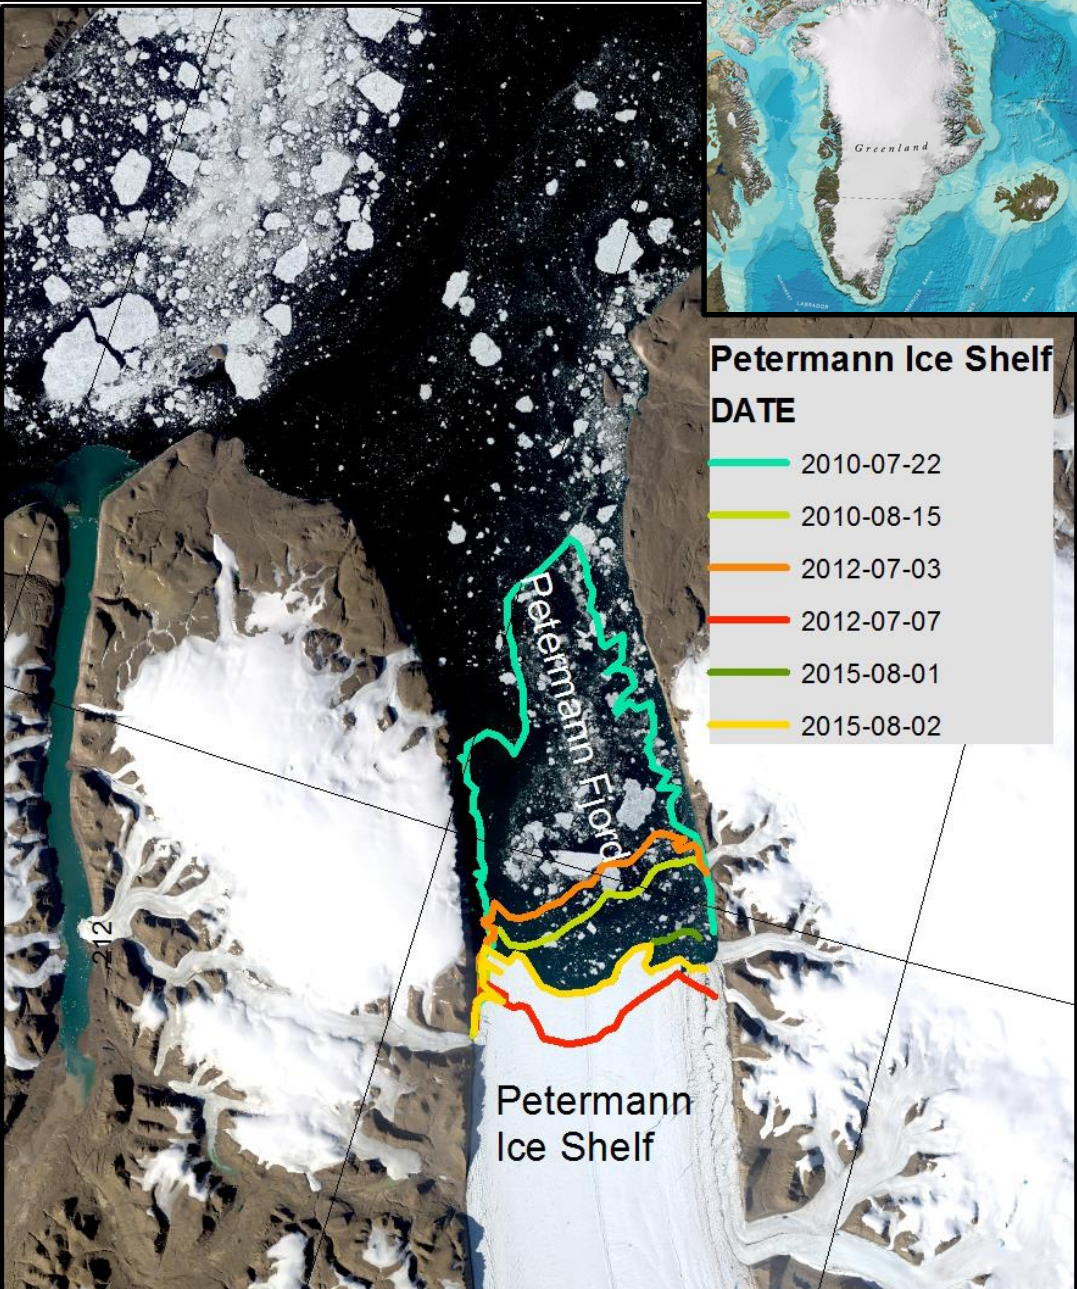 Greenland
LABRADOR
Petermann Ice Shelf
DATE
2010-07-22
2010-08-15
2012-07-03
2012-07-07
2015-08-01
2015-08-02
Petermann Fjord
212
Petermann
Ice Shelf